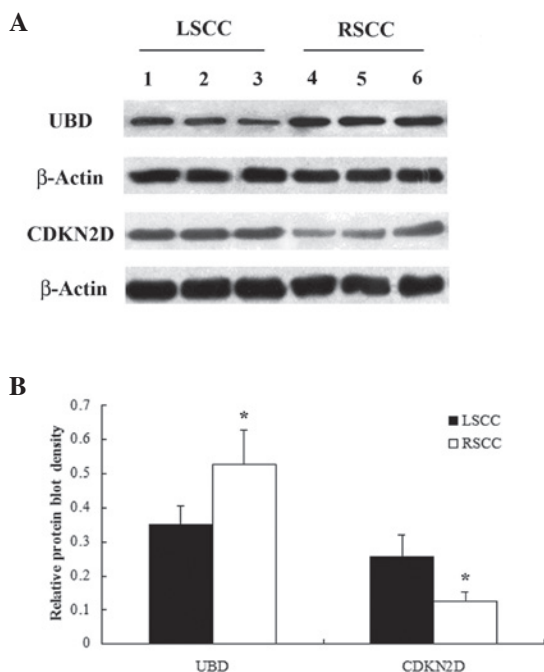 A
LSCC RSCC
1 2 3 4 5 6
UBD
β-Actin
CDKN2D
β-Actin
B
Relative protein blot density
0.7
0.6
0.5
0.4
0.3
0.2
0.1
0
*
*
LSCC
RSCC
UBD CDKN2D